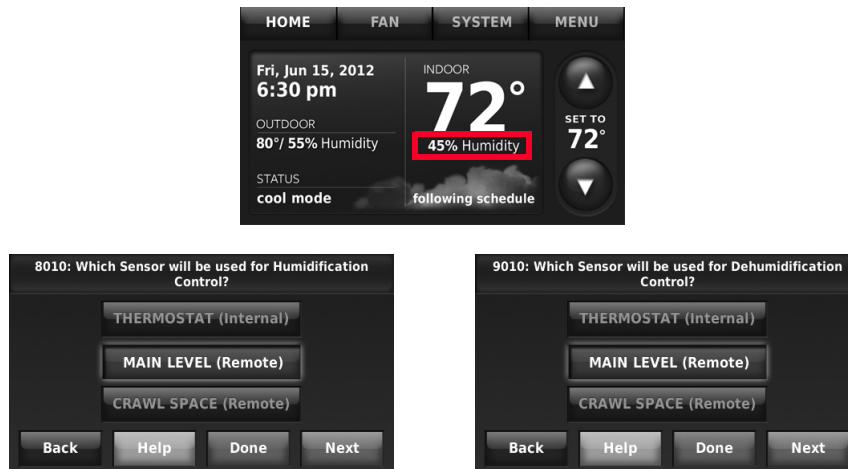 HOME FAN SYSTEM MENU
Fri, Jun 15, 2012
6:30 pm
OUTDOOR
80°/ 55% Humidity
STATUS
cool mode
INDOOR
72°
45% Humidity
following schedule
SET TO
72°
8010: Which Sensor will be used for Humidification
Control?
THERMOSTAT (Internal)
MAIN LEVEL (Remote)
CRAWL SPACE (Remote)
Back Help Done Next
9010: Which Sensor will be used for Dehumidification
Control?
THERMOSTAT (Internal)
MAIN LEVEL (Remote)
CRAWL SPACE (Remote)
Back Help Done Next